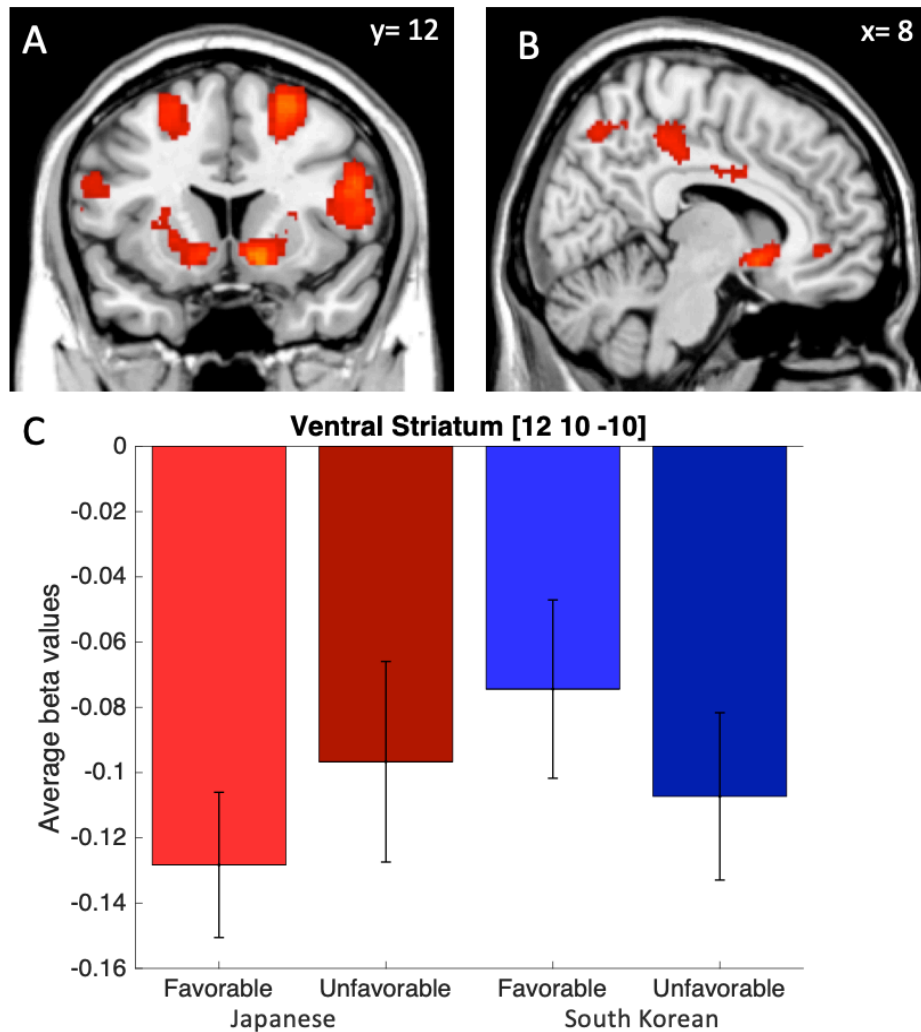 A
y= 12
B
x= 8
C
Ventral Striatum [12 10 -10]
Average beta values
0
-0.02
-0.04
-0.06
-0.08
-0.1
-0.12
-0.14
-0.16
Favorable Unfavorable Favorable Unfavorable
Japanese South Korean